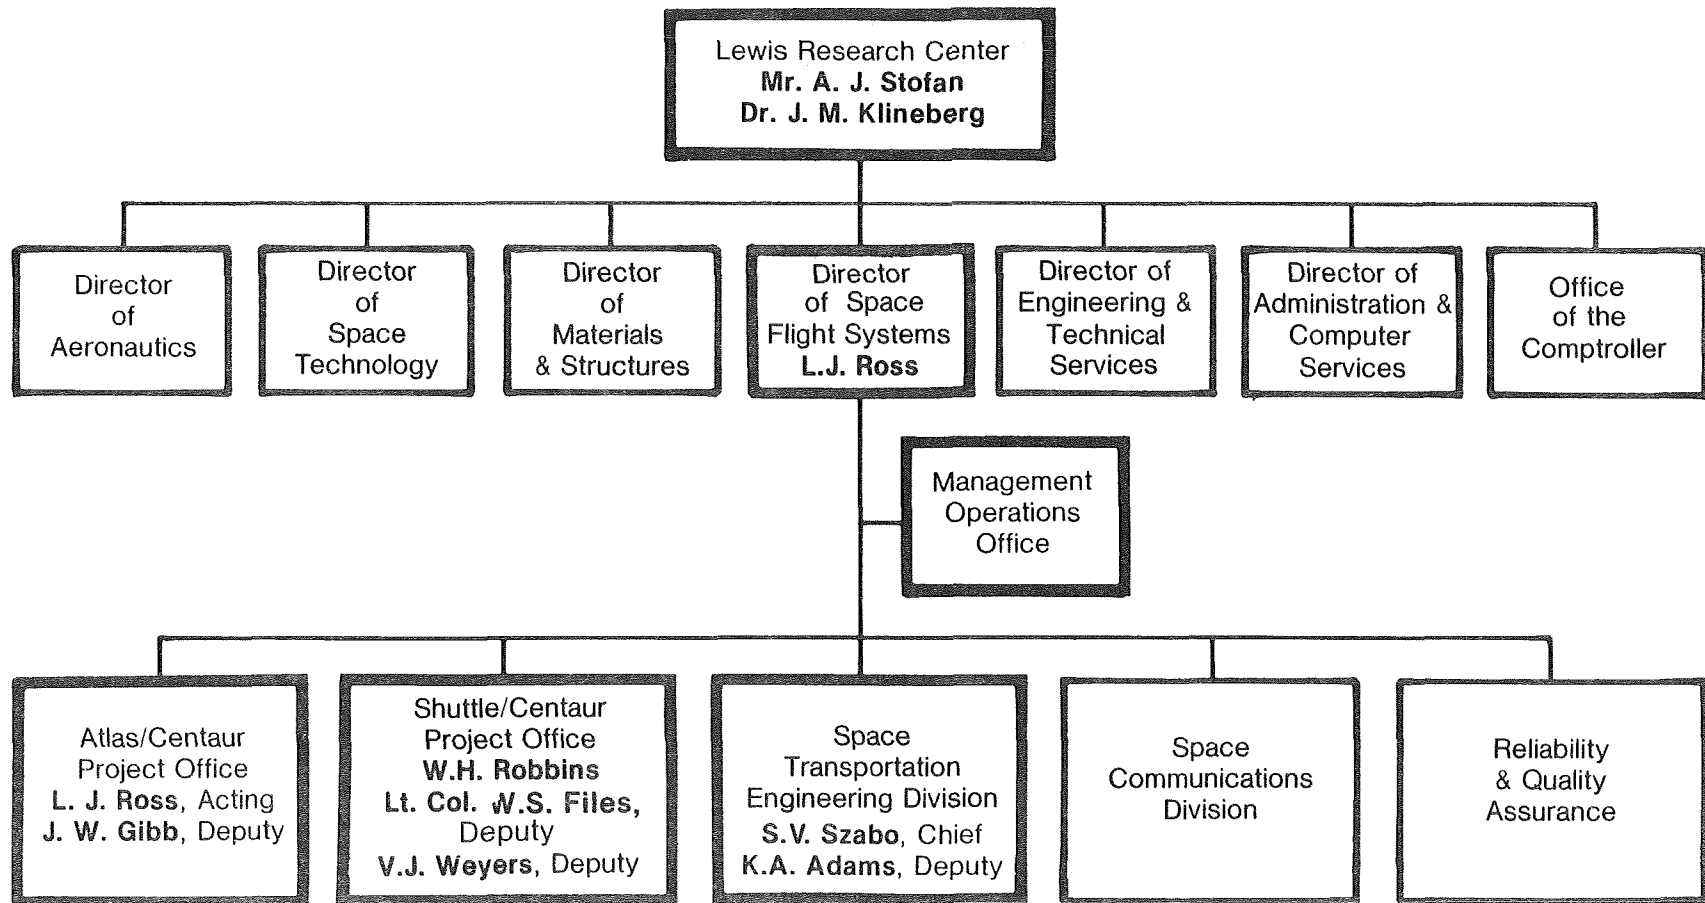 Lewis Research Center
Mr. A. J. Stofan
Dr. J. M. Klineberg
Director
of
Aeronautics
Director
of
Space
Technology
Director
of
Materials
& Structures
Director
of Space
Flight Systems
L.J. Ross
Director of
Engineering &
Technical
Services
Director of
Administration &
Computer
Services
Office
of the
Comptroller
Management
Operations
Office
Atlas/Centaur
Project Office
L. J. Ross, Acting
J. W. Gibb, Deputy
Shuttle/Centaur
Project Office
W.H. Robbins
Lt. Col. W.S. Files,
Deputy
V.J. Weyers, Deputy
Space
Transportation
Engineering Division
S.V. Szabo, Chief
K.A. Adams, Deputy
Space
Communications
Division
Reliability
& Quality
Assurance